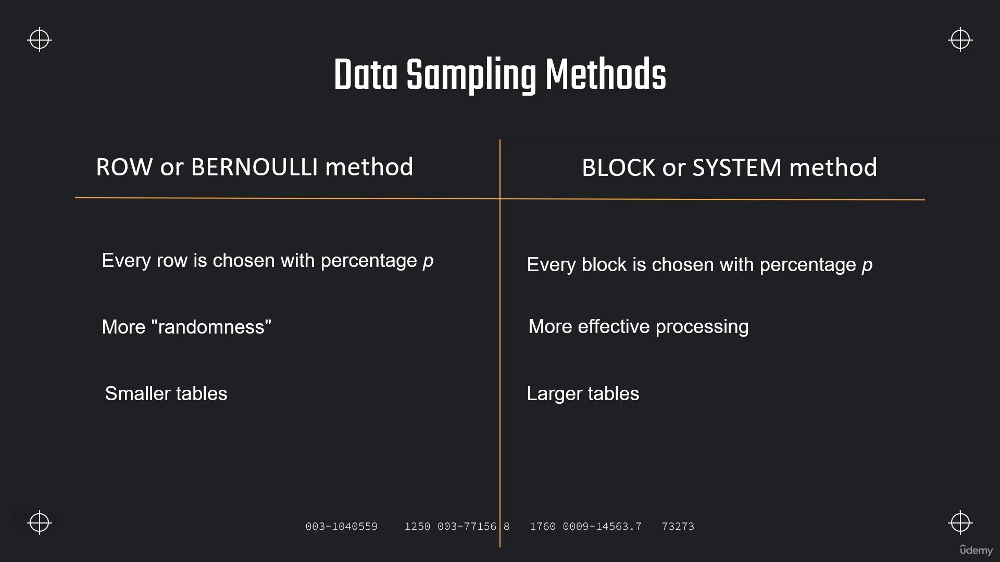 Data Sampling Methods
ROW or BERNOULLI method
BLOCK or SYSTEM method
Every row is chosen with percentage p
Every block is chosen with percentage p
More "randomness"
More effective processing
Smaller tables
Larger tables
003-1040559 1250 003-77156.8 1760 0009-14563.7 73273
ûdemy